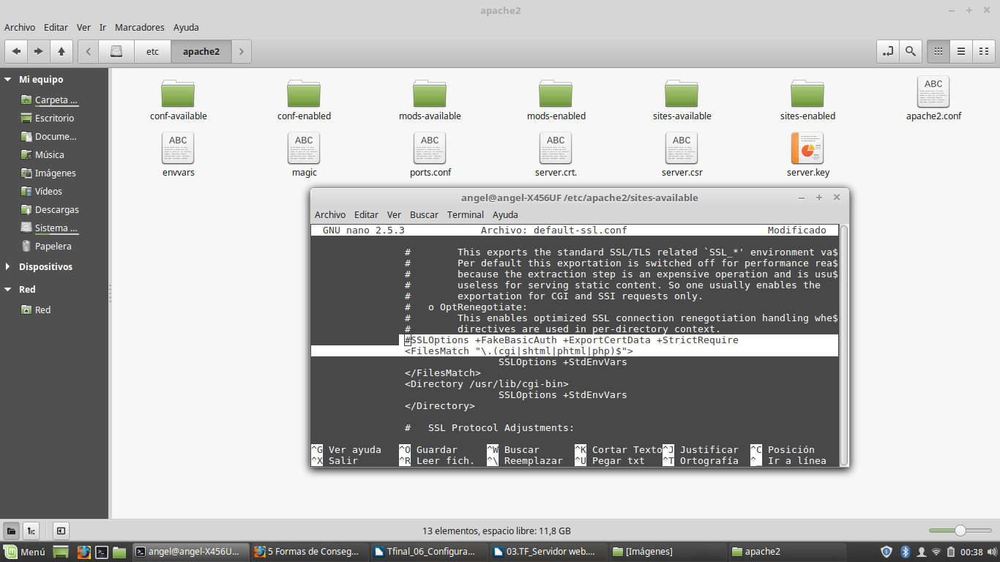 apache2
Archivo Editar Ver Ir Marcadores Ayuda
etc apache2
Mi equipo
Carpeta ...
Escritorio
Docume...
Música
Imágenes
Vídeos
Descargas
Sistema ...
Papelera
Dispositivos
Red
Red
conf-available conf-enabled mods-available mods-enabled sites-available sites-enabled apache2.conf
envvars magic ports.conf server.crt. server.csr server.key
angel@angel-X456UF /etc/apache2/sites-available
Archivo Editar Ver Buscar Terminal Ayuda
GNU nano 2.5.3 Archivo: default-ssl.conf Modificado
# This exports the standard SSL/TLS related `SSL_*' environment va$
# Per default this exportation is switched off for performance rea$
# because the extraction step is an expensive operation and is usu$
# useless for serving static content. So one usually enables the
# exportation for CGI and SSI requests only.
# o OptRenegotiate:
# This enables optimized SSL connection renegotiation handling whe$
# directives are used in per-directory context.
#SSLOptions +FakeBasicAuth +ExportCertData +StrictRequire
<FilesMatch "\.(cgi|shtml|phtml|php)$">
SSLOptions +StdEnvVars
</FilesMatch>
<Directory /usr/lib/cgi-bin>
SSLOptions +StdEnvVars
</Directory>
# SSL Protocol Adjustments:
^G Ver ayuda ^O Guardar ^W Buscar ^K Cortar Texto ^J Justificar ^C Posición
^X Salir ^R Leer fich. ^\ Reemplazar ^U Pegar txt ^T Ortografía ^_ Ir a línea
13 elementos, espacio libre: 11,8 GB
Menú angel@angel-X456U... 5 Formas de Conseg... Tfinal_06_Configura... 03.TF_Servidor web.... [Imágenes] apache2 00:38